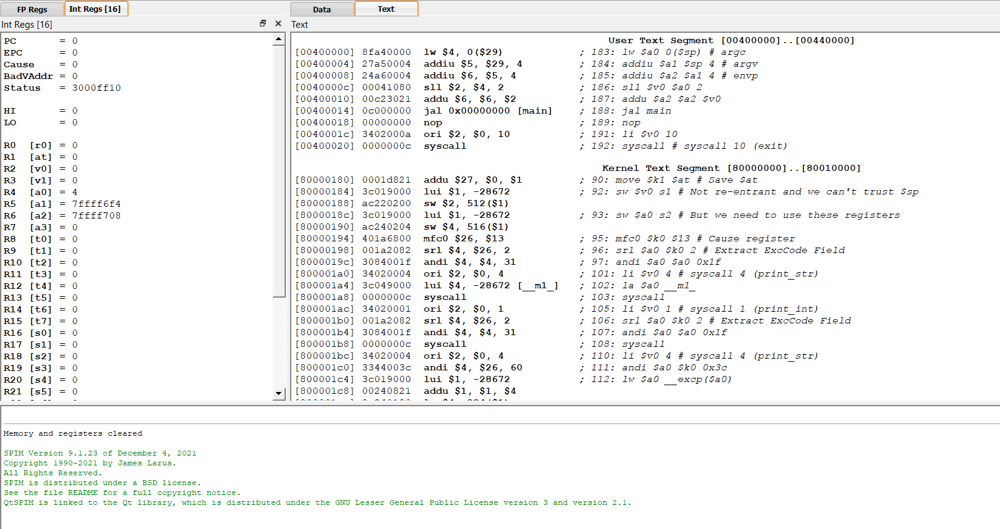 FP Regs
Int Regs [16]
Data
Text
Int Regs [16]
Text
PC = 0
EPC = 0
Cause = 0
BadVAddr = 0
Status = 3000ff10
HI = 0
LO = 0
R0 [r0] = 0
R1 [at] = 0
R2 [v0] = 0
R3 [v1] = 0
R4 [a0] = 4
R5 [a1] = 7ffff6f4
R6 [a2] = 7ffff708
R7 [a3] = 0
R8 [t0] = 0
R9 [t1] = 0
R10 [t2] = 0
R11 [t3] = 0
R12 [t4] = 0
R13 [t5] = 0
R14 [t6] = 0
R15 [t7] = 0
R16 [s0] = 0
R17 [s1] = 0
R18 [s2] = 0
R19 [s3] = 0
R20 [s4] = 0
R21 [s5] = 0
User Text Segment [00400000]..[00440000]
[00400000] 8fa40000 lw $4, 0($29) ; 183: lw $a0 0($sp) # argc
[00400004] 27a50004 addiu $5, $29, 4 ; 184: addiu $a1 $sp 4 # argv
[00400008] 24a60004 addiu $6, $5, 4 ; 185: addiu $a2 $a1 4 # envp
[0040000c] 00041080 sll $2, $4, 2 ; 186: sll $v0 $a0 2
[00400010] 00c23021 addu $6, $6, $2 ; 187: addu $a2 $a2 $v0
[00400014] 0c000000 jal 0x00000000 [main] ; 188: jal main
[00400018] 00000000 nop ; 189: nop
[0040001c] 3402000a ori $2, $0, 10 ; 191: li $v0 10
[00400020] 0000000c syscall ; 192: syscall # syscall 10 (exit)
Kernel Text Segment [80000000]..[80010000]
[80000180] 0001d821 addu $27, $0, $1 ; 90: move $k1 $at # Save $at
[80000184] 3c019000 lui $1, -28672 ; 92: sw $v0 s1 # Not re-entrant and we can't trust $sp
[80000188] ac220200 sw $2, 512($1)
[8000018c] 3c019000 lui $1, -28672 ; 93: sw $a0 s2 # But we need to use these registers
[80000190] ac240204 sw $4, 516($1)
[80000194] 401a6800 mfc0 $26, $13 ; 95: mfc0 $k0 $13 # Cause register
[80000198] 001a2082 srl $4, $26, 2 ; 96: srl $a0 $k0 2 # Extract ExcCode Field
[8000019c] 3084001f andi $4, $4, 31 ; 97: andi $a0 $a0 0x1f
[800001a0] 34020004 ori $2, $0, 4 ; 101: li $v0 4 # syscall 4 (print_str)
[800001a4] 3c049000 lui $4, -28672 [__m1_] ; 102: la $a0 __m1_
[800001a8] 0000000c syscall ; 103: syscall
[800001ac] 34020001 ori $2, $0, 1 ; 105: li $v0 1 # syscall 1 (print_int)
[800001b0] 001a2082 srl $4, $26, 2 ; 106: srl $a0 $k0 2 # Extract ExcCode Field
[800001b4] 3084001f andi $4, $4, 31 ; 107: andi $a0 $a0 0x1f
[800001b8] 0000000c syscall ; 108: syscall
[800001bc] 34020004 ori $2, $0, 4 ; 110: li $v0 4 # syscall 4 (print_str)
[800001c0] 3344003c andi $4, $26, 60 ; 111: andi $a0 $k0 0x3c
[800001c4] 3c019000 lui $1, -28672 ; 112: lw $a0 __excp($a0)
[800001c8] 00240821 addu $1, $1, $4
Memory and registers cleared
SPIM Version 9.1.23 of December 4, 2021
Copyright 1990-2021 by James Larus.
All Rights Reserved.
SPIM is distributed under a BSD license.
See the file README for a full copyright notice.
QtSPIM is linked to the Qt library, which is distributed under the GNU Lesser General Public License version 3 and version 2.1.